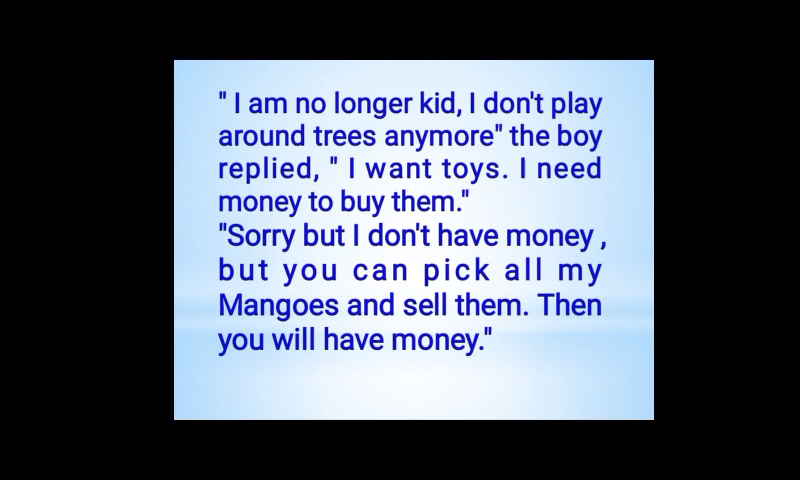 " I am no longer kid, I don't play
around trees anymore" the boy
replied, " I want toys. I need
money to buy them."
"Sorry but I don't have money ,
but you can pick all my
Mangoes and sell them. Then
you will have money."